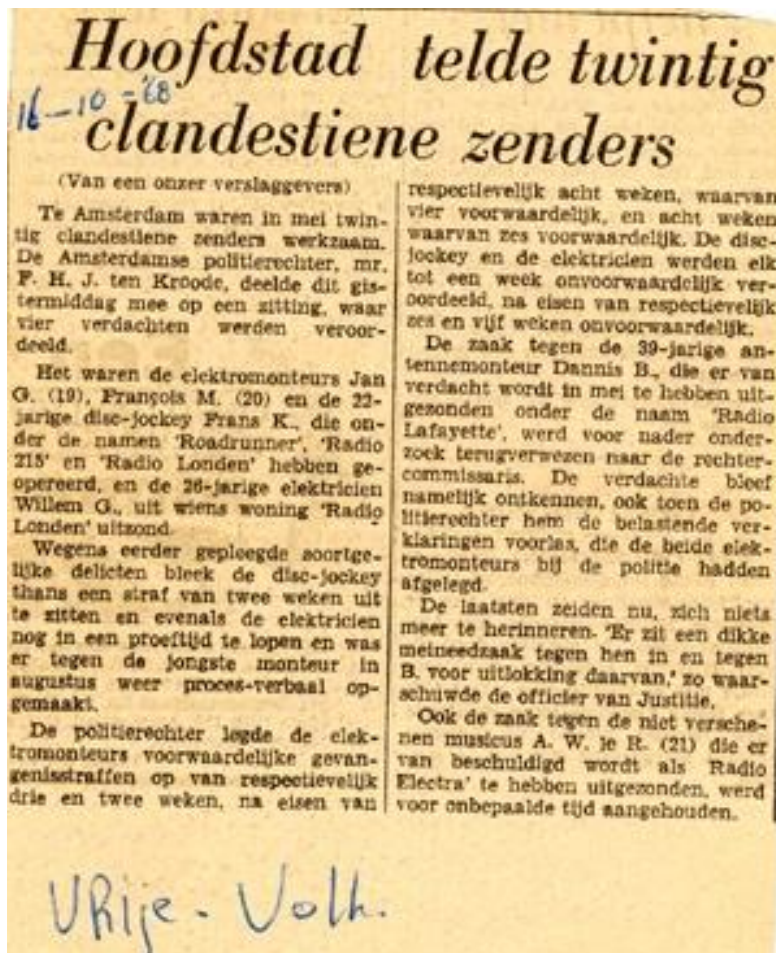 Hoofdstad telde twintig
16-10-'68
clandestiene zenders
(Van een onzer verslaggevers)
Te Amsterdam waren in mei twin-
tig clandestiene zenders werkzaam.
De Amsterdamse politierechter, mr.
F. H. J. ten Kroode, deelde dit gis-
termiddag mee op een zitting, waar
vier verdachten werden veroor-
deeld.
Het waren de elektromonteurs Jan
G. (19), François M. (20) en de 22-
jarige disc-jockey Frans K., die on-
der de namen 'Roadrunner', 'Radio
215' en 'Radio Londen' hebben ge-
opereerd, en de 26-jarige elektricien
Willem G., uit wiens woning 'Radio
Londen' uitzond.
Wegens eerder gepleegde soortge-
lijke delicten bleek de disc-jockey
thans een straf van twee weken uit
te zitten en evenals de elektricien
nog in een proeftijd te lopen en was
er tegen de jongste monteur in
augustus weer proces-verbaal op-
gemaakt.
De politierechter legde de elek-
tromonteurs voorwaardelijke gevan-
genisstraffen op van respectievelijk
drie en twee weken, na eisen van
respectievelijk acht weken, waarvan
vier voorwaardelijk, en acht weken
waarvan zes voorwaardelijk. De disc-
jockey en de elektricien werden elk
tot een week onvoorwaardelijk ver-
oordeeld, na eisen van respectievelijk
zes en vijf weken onvoorwaardelijk.
De zaak tegen de 39-jarige an-
tennemonteur Dannis B., die er van
verdacht wordt in mei te hebben uit-
gezonden onder de naam 'Radio
Lafayette', werd voor nader onder-
zoek terugverwezen naar de rechter-
commissaris. De verdachte bleef
namelijk ontkennen, ook toen de po-
litierechter hem de belastende ver-
klaringen voorlas, die de beide elek-
tromonteurs bij de politie hadden
afgelegd.
De laatsten zeiden nu, zich niets
meer te herinneren. 'Er zit een dikke
meineedzaak tegen hen in en tegen
B. voor uitlokking daarvan,' zo waar-
schuwde de officier van Justitie.
Ook de zaak tegen de niet versche-
nen musicus A. W. le R. (21) die er
van beschuldigd wordt als 'Radio
Electra' te hebben uitgezonden, werd
voor onbepaalde tijd aangehouden.
Vrije - Volk.